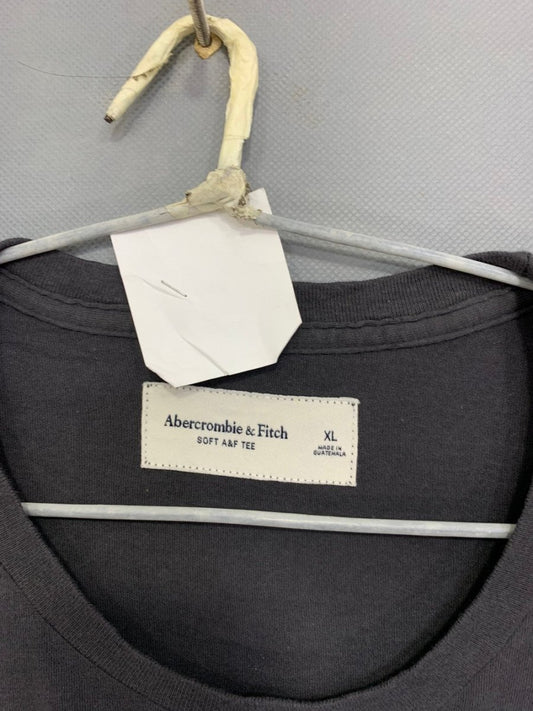 Abercrombie & Fitch
SOFT A&F TEE
XL
MADE IN
GUATEMALA